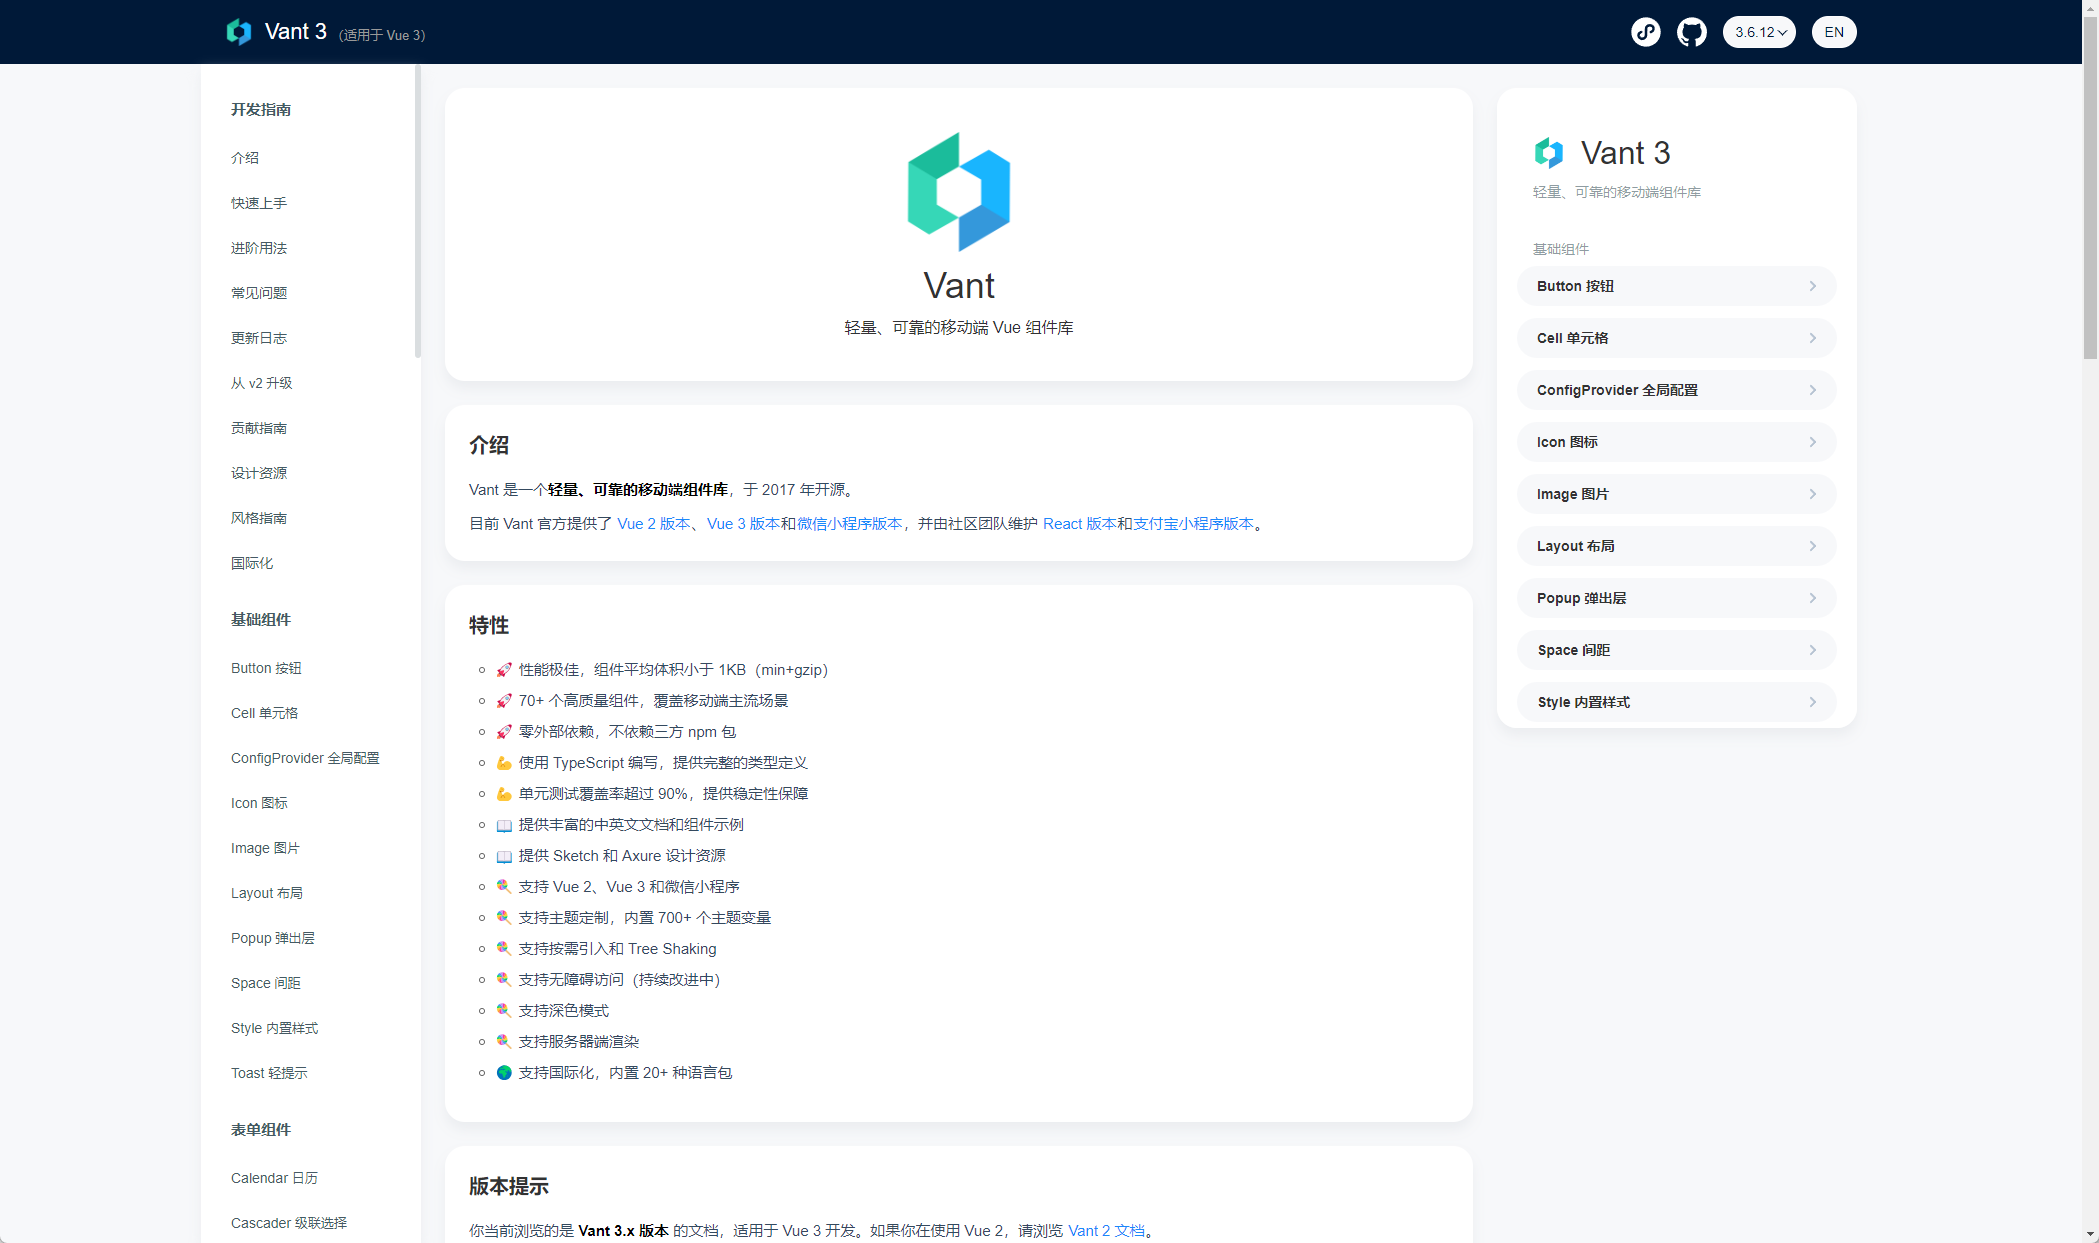 Vant 3 (适用于 Vue 3)
3.6.12
EN
开发指南
介绍
快速上手
进阶用法
常见问题
更新日志
从 v2 升级
贡献指南
设计资源
风格指南
国际化
基础组件
Button 按钮
Cell 单元格
ConfigProvider 全局配置
Icon 图标
Image 图片
Layout 布局
Popup 弹出层
Space 间距
Style 内置样式
Toast 轻提示
表单组件
Calendar 日历
Cascader 级联选择
Vant
轻量、可靠的移动端 Vue 组件库
介绍
Vant 是一个轻量、可靠的移动端组件库，于 2017 年开源。
目前 Vant 官方提供了 Vue 2 版本、Vue 3 版本和微信小程序版本，并由社区团队维护 React 版本和支付宝小程序版本。
特性
🚀 性能极佳，组件平均体积小于 1KB（min+gzip）
🚀 70+ 个高质量组件，覆盖移动端主流场景
🚀 零外部依赖，不依赖三方 npm 包
💪 使用 TypeScript 编写，提供完整的类型定义
💪 单元测试覆盖率超过 90%，提供稳定性保障
📖 提供丰富的中英文文档和组件示例
📖 提供 Sketch 和 Axure 设计资源
🍭 支持 Vue 2、Vue 3 和微信小程序
🍭 支持主题定制，内置 700+ 个主题变量
🍭 支持按需引入和 Tree Shaking
🍭 支持无障碍访问（持续改进中）
🍭 支持深色模式
🍭 支持服务器端渲染
🌍 支持国际化，内置 20+ 种语言包
版本提示
你当前浏览的是 Vant 3.x 版本 的文档，适用于 Vue 3 开发。如果你在使用 Vue 2，请浏览 Vant 2 文档。
Vant 3
轻量、可靠的移动端组件库
基础组件
Button 按钮
Cell 单元格
ConfigProvider 全局配置
Icon 图标
Image 图片
Layout 布局
Popup 弹出层
Space 间距
Style 内置样式